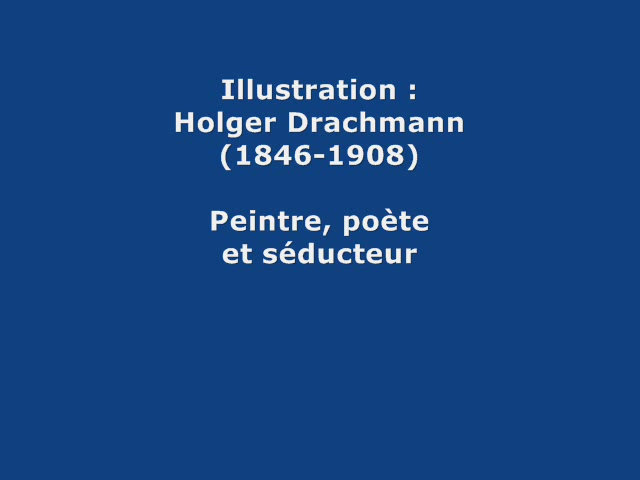 Illustration :
Holger Drachmann
(1846-1908)
Peintre, poète
et séducteur